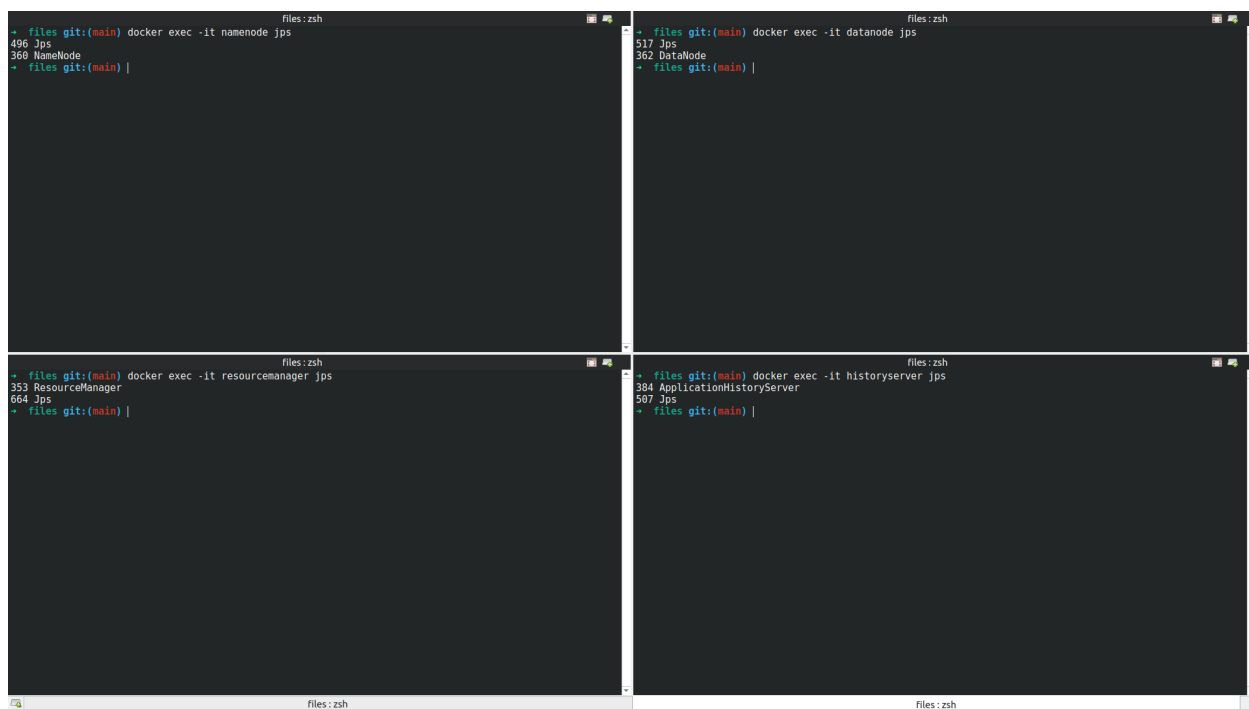 files : zsh
→ files git:(main) docker exec -it namenode jps
496 Jps
360 NameNode
→ files git:(main)
files : zsh
→ files git:(main) docker exec -it datanode jps
517 Jps
362 DataNode
→ files git:(main)
files : zsh
→ files git:(main) docker exec -it resourcemanager jps
353 ResourceManager
664 Jps
→ files git:(main)
files : zsh
→ files git:(main) docker exec -it historyserver jps
384 ApplicationHistoryServer
507 Jps
→ files git:(main)
files : zsh
files : zsh